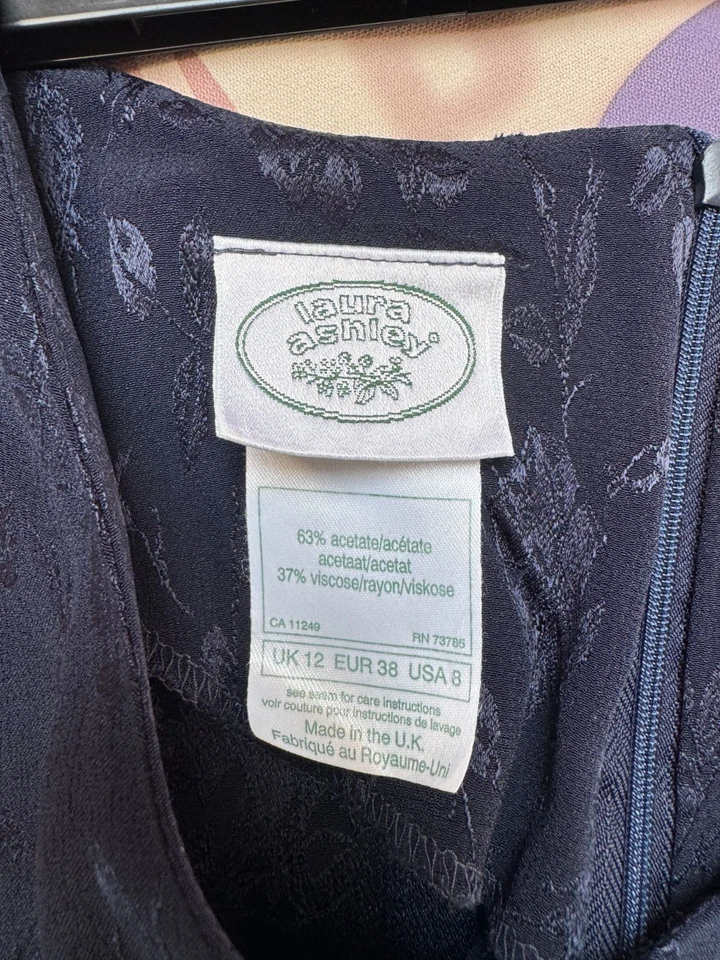 laura
ashley®
63% acetate/acétate
acetaat/acetat
37% viscose/rayon/viskose
CA 11249
RN 73785
UK 12 EUR 38 USA 8
see seam for care instructions
voir couture pour instructions de lavage
Made in the U.K.
Fabriqué au Royaume-Uni